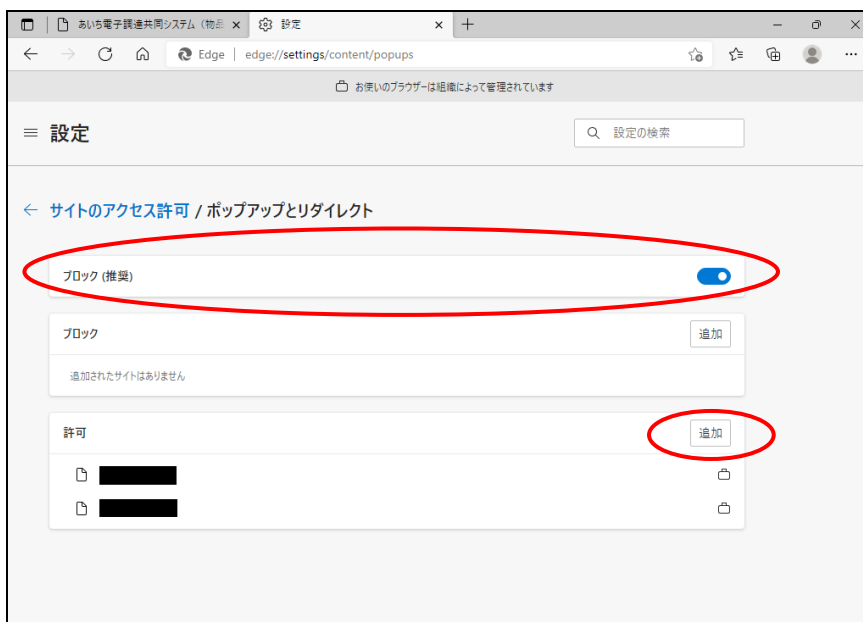 あいち電子調達共同システム（物品
設定
Edge
edge://settings/content/popups
お使いのブラウザーは組織によって管理されています
設定
設定の検索
サイトのアクセス許可 / ポップアップとリダイレクト
ブロック (推奨)
ブロック
追加
追加されたサイトはありません
許可
追加